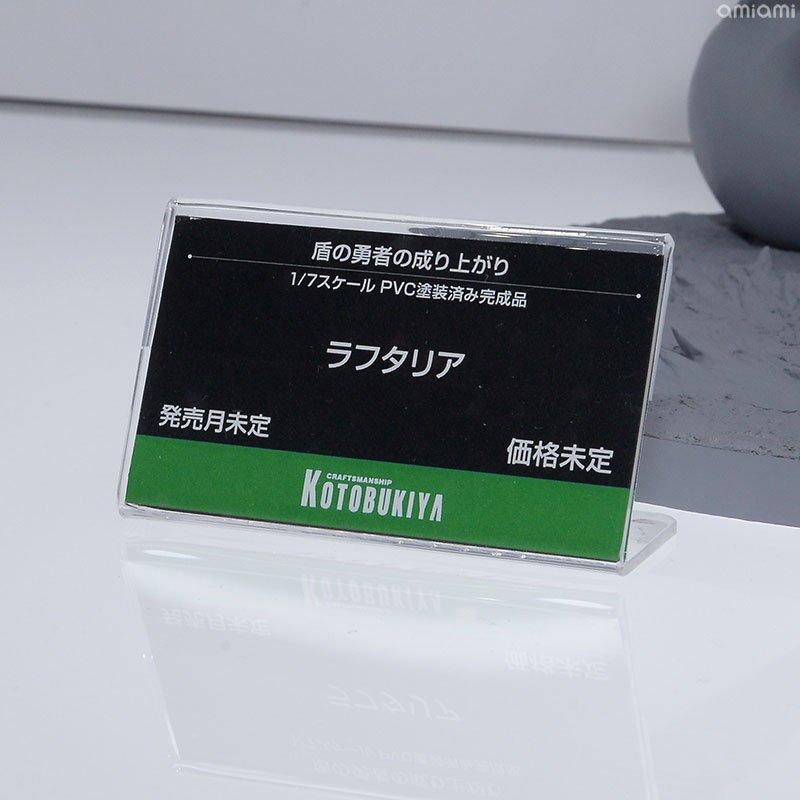 amiami
盾の勇者の成り上がり
1/7スケール PVC塗装済み完成品
ラフタリア
発売月未定
価格未定
CRAFTSMANSHIP
KOTOBUKIYA